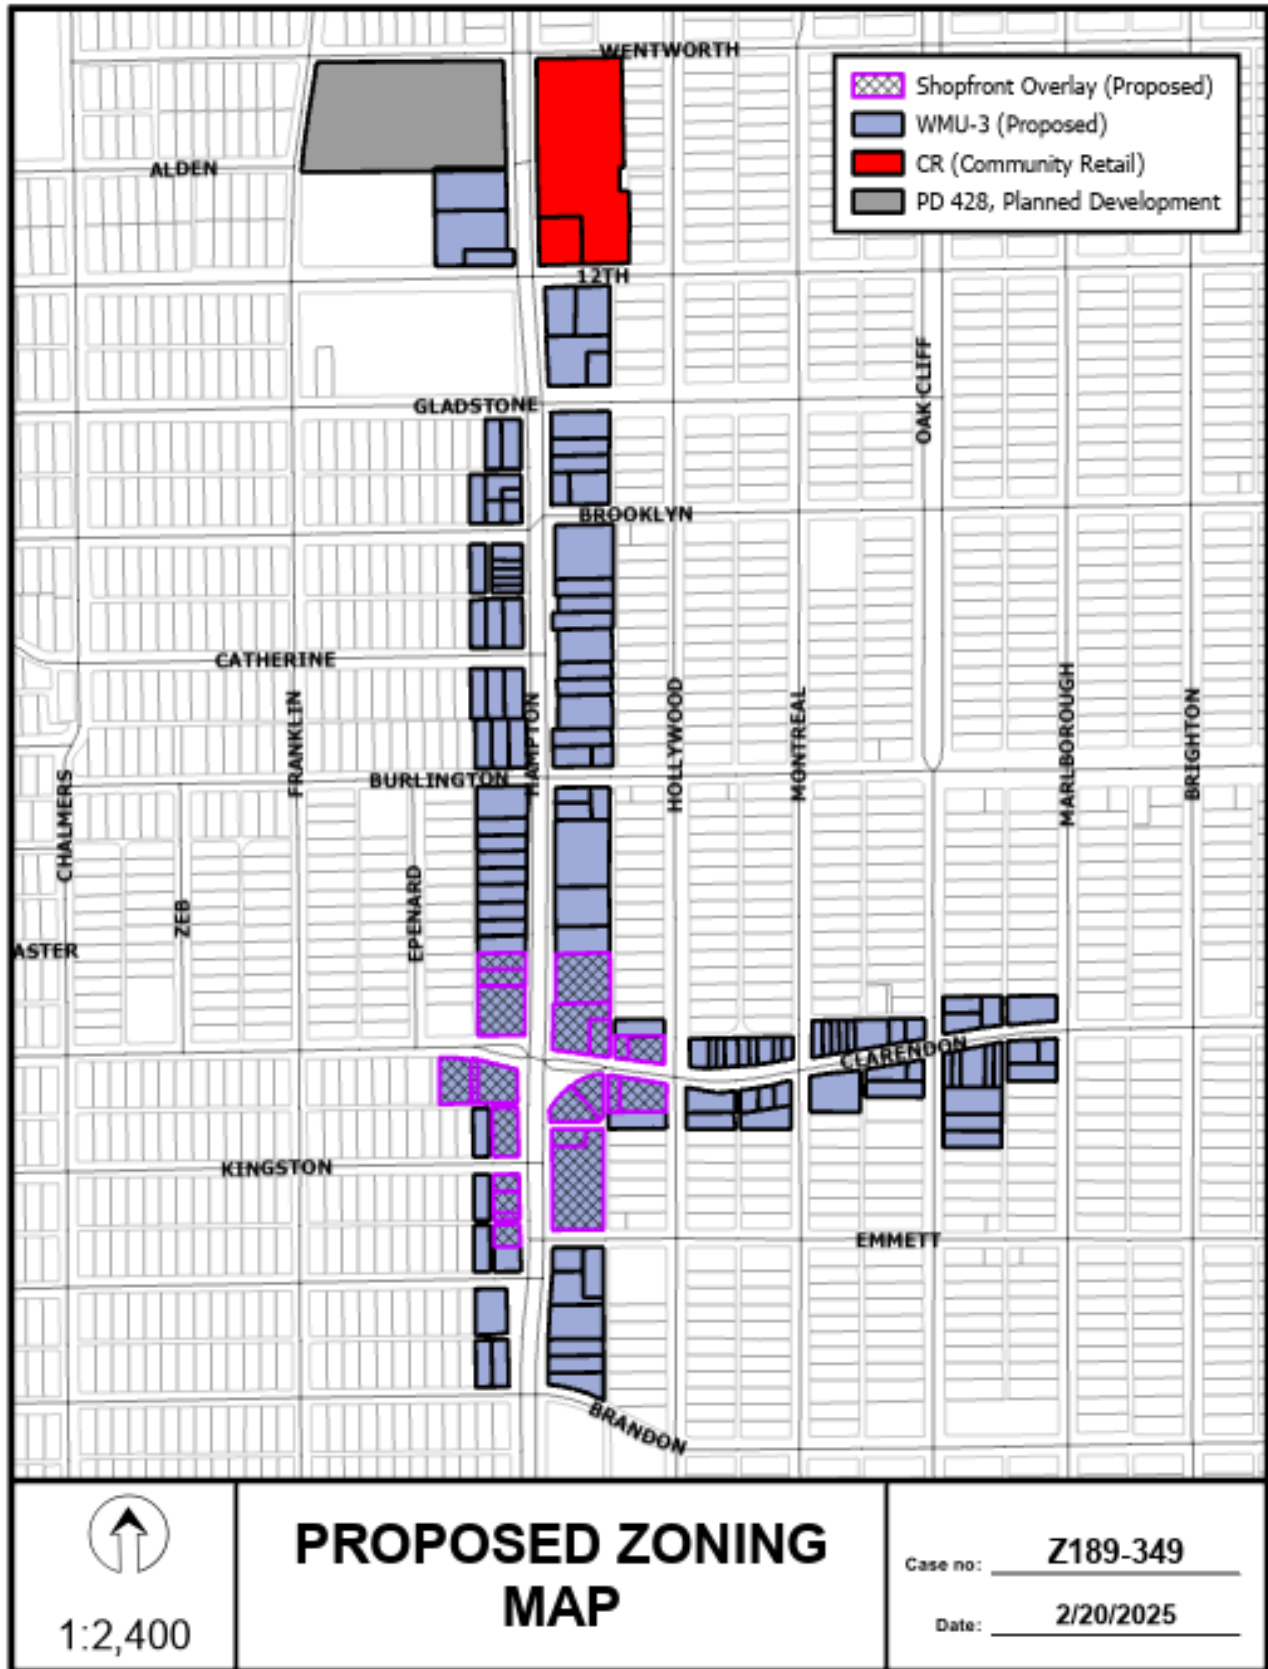 WENTWORTH
Shopfront Overlay (Proposed)
WMU-3 (Proposed)
CR (Community Retail)
PD 428, Planned Development
ALDEN
12TH
OAK CLIFF
GLADSTONE
BROOKLYN
CATHERINE
FRANKLIN
HAMPTON
HOLLYWOOD
MONTREAL
MARLBOROUGH
BRIGHTON
BURLINGTON
CHALMERS
ZEB
EPENARD
ASTER
CLARENDON
KINGSTON
EMMETT
BRANDON
1:2,400
PROPOSED ZONING
MAP
Case no: Z189-349
Date: 2/20/2025